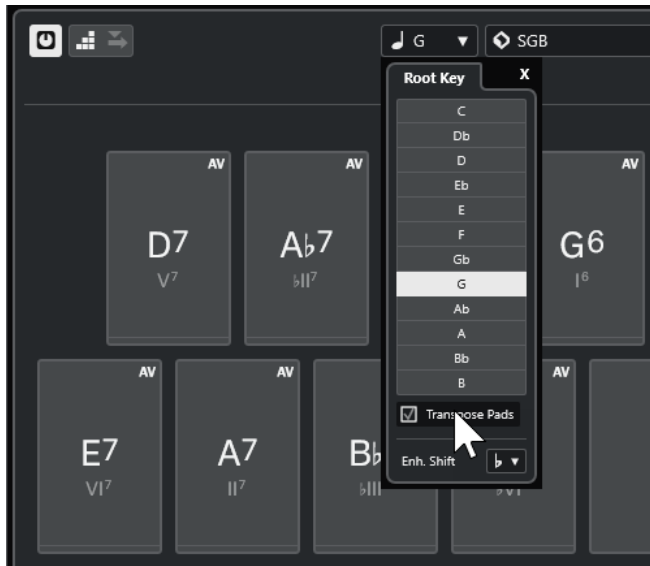 G SGB
Root Key X
C
Db
D
Eb
E
F
Gb
G
Ab
A
Bb
B
Transpose Pads
Enh. Shift ♭
AV AV AV
D7 A♭7 G6
V7 ♭II7 I6
AV AV AV
E7 A7 B♭
VI7 II7 ♭III ♭VI